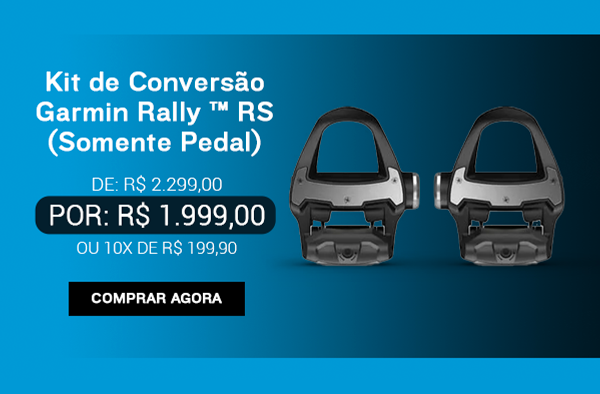 Kit de Conversão
Garmin Rally ™ RS
(Somente Pedal)
DE: R$ 2.299,00
POR: R$ 1.999,00
OU 10X DE R$ 199,90
COMPRAR AGORA